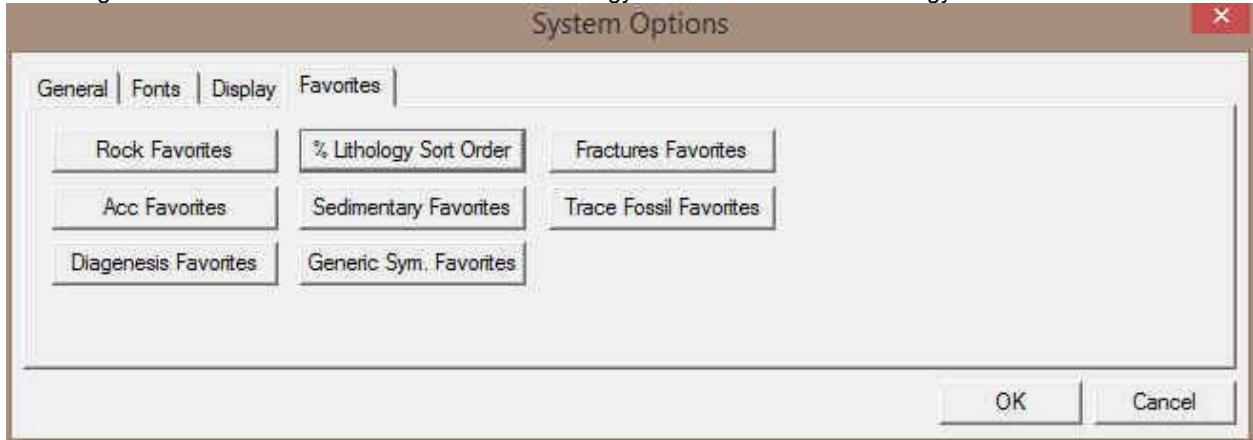 System Options
General Fonts Display Favorites
Rock Favorites % Lithology Sort Order Fractures Favorites
Acc Favorites Sedimentary Favorites Trace Fossil Favorites
Diagenesis Favorites Generic Sym. Favorites
OK Cancel